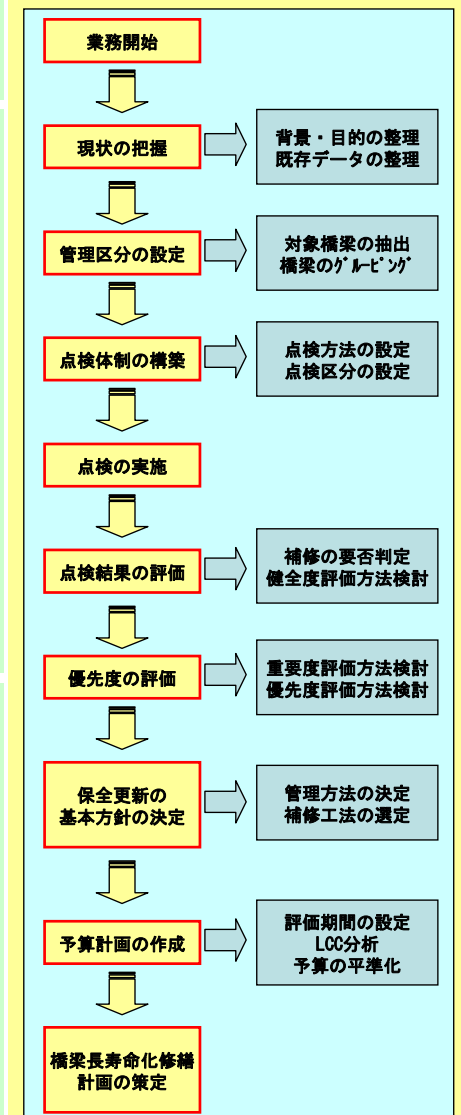 業務開始
現状の把握
背景・目的の整理
既存データの整理
管理区分の設定
対象橋梁の抽出
橋梁のｸﾞﾙｰﾋﾟﾝｸﾞ
点検体制の構築
点検方法の設定
点検区分の設定
点検の実施
点検結果の評価
補修の要否判定
健全度評価方法検討
優先度の評価
重要度評価方法検討
優先度評価方法検討
保全更新の
基本方針の決定
管理方法の決定
補修工法の選定
予算計画の作成
評価期間の設定
LCC分析
予算の平準化
橋梁長寿命化修繕
計画の策定